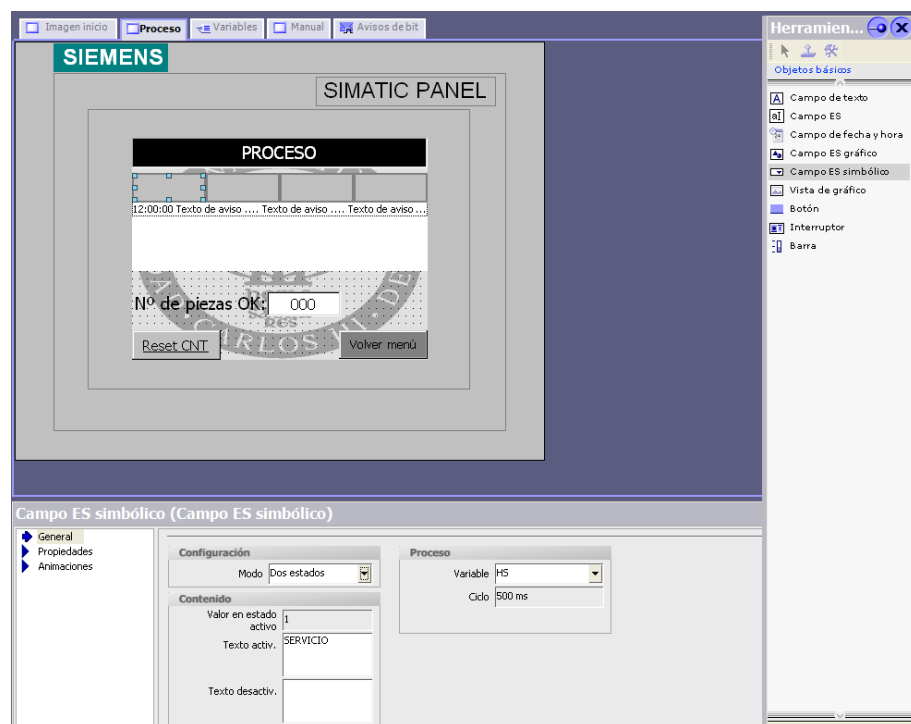 Imagen inicio
Proceso
Variables
Manual
Avisos de bit
Herramien...
Objetos básicos
Campo de texto
Campo ES
Campo de fecha y hora
Campo ES gráfico
Campo ES simbólico
Vista de gráfico
Botón
Interruptor
Barra
SIEMENS
SIMATIC PANEL
PROCESO
12:00:00 Texto de aviso .... Texto de aviso .... Texto de aviso ...
Nº de piezas OK: 000
Reset CNT
Volver menú
Campo ES simbólico (Campo ES simbólico)
General
Propiedades
Animaciones
Configuración
Modo Dos estados
Contenido
Valor en estado activo 1
Texto activ. SERVICIO
Texto desactiv.
Proceso
Variable H5
Ciclo 500 ms